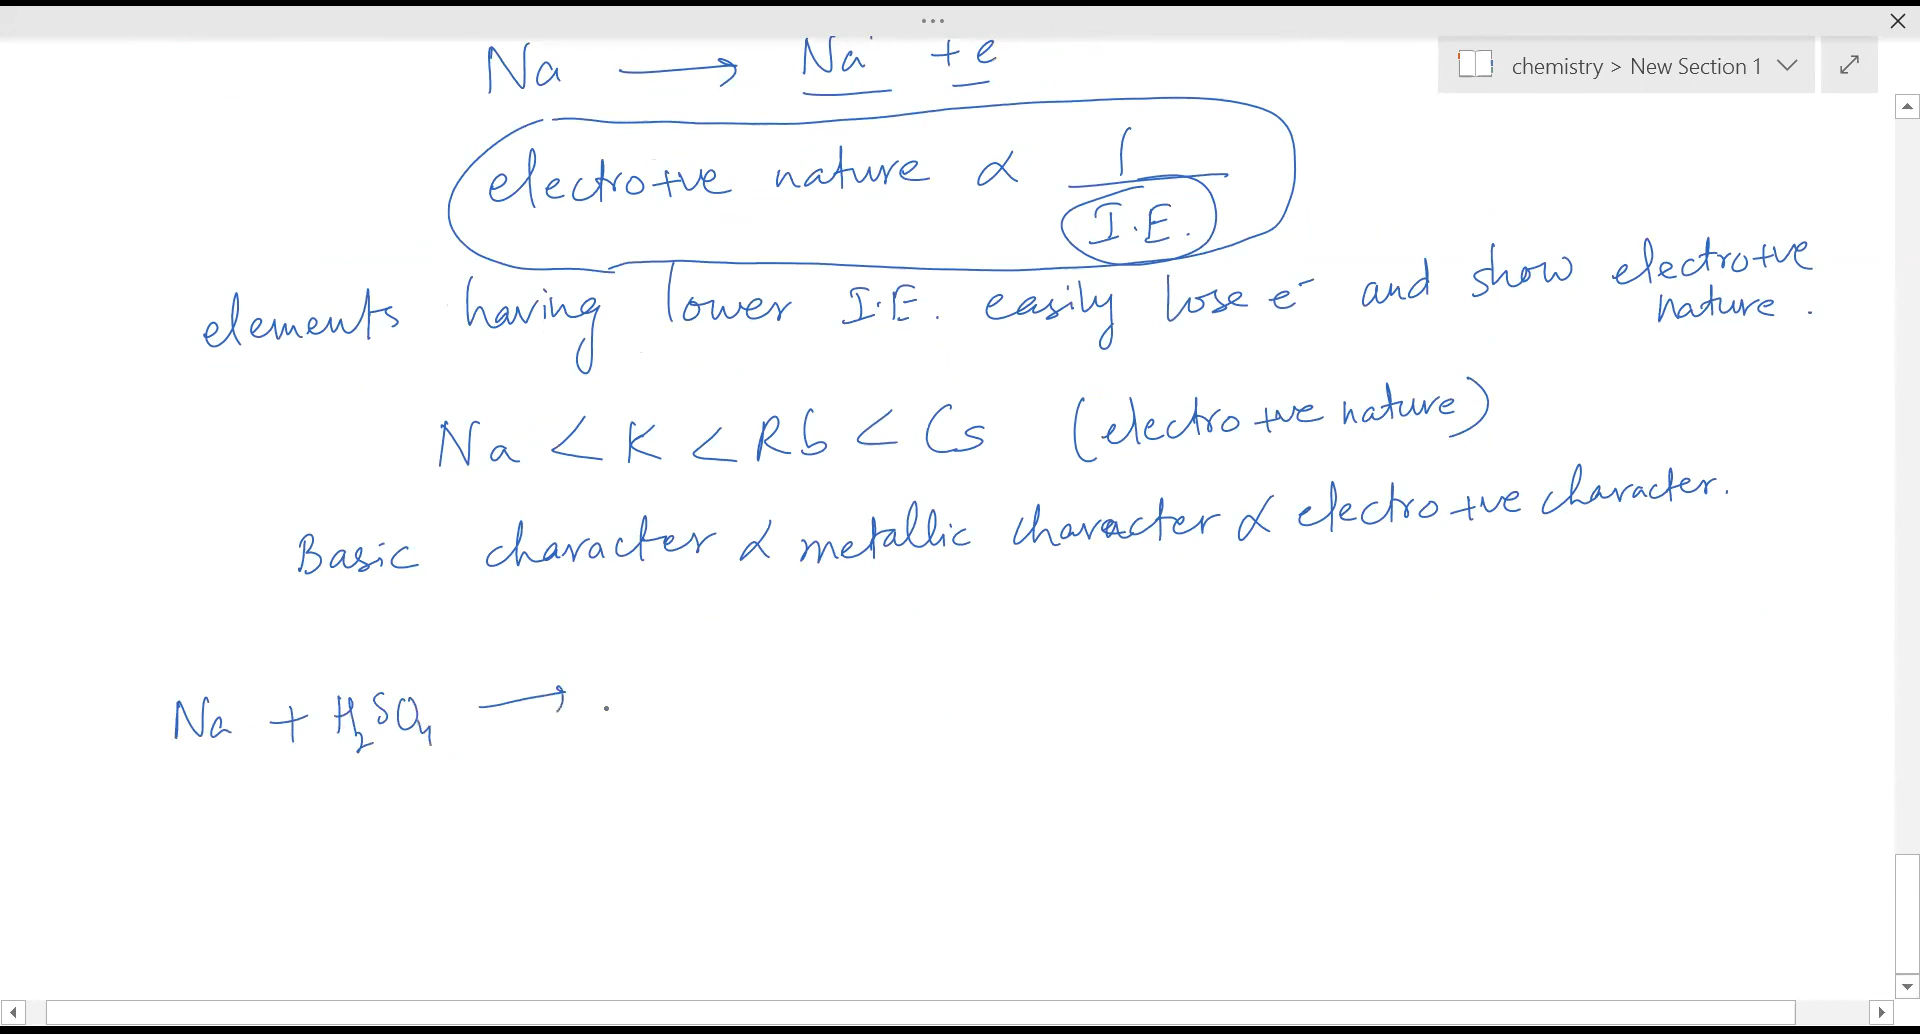 ...
chemistry > New Section 1
Na ⟶ Na⁺ + e
electro+ve nature ∝ 1/I.E.
elements having lower I.E. easily lose e⁻ and show electro+ve
nature.
Na < K < Rb < Cs (electro +ve nature)
Basic character ∝ metallic character ∝ electro +ve character.
Na + H₂SO₄ ⟶ .